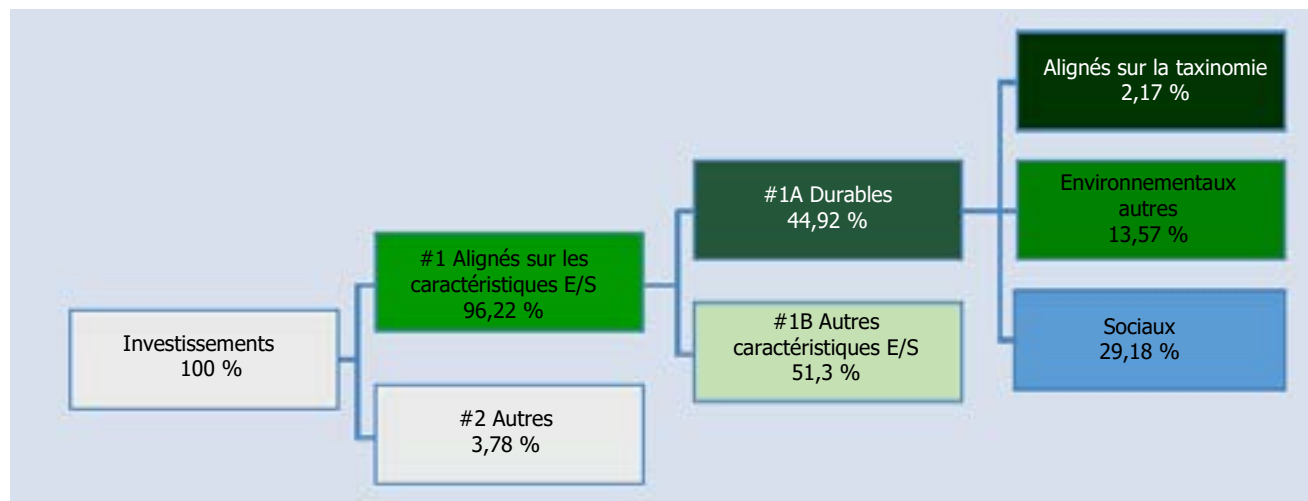 Investissements
100 %
#1 Alignés sur les
caractéristiques E/S
96,22 %
#2 Autres
3,78 %
#1A Durables
44,92 %
#1B Autres
caractéristiques E/S
51,3 %
Alignés sur la taxinomie
2,17 %
Environnementaux
autres
13,57 %
Sociaux
29,18 %